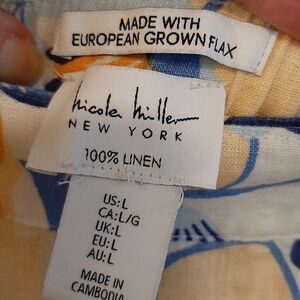 MADE WITH
EUROPEAN GROWN FLAX
nicole miller
NEW YORK
100% LINEN
US:L
CA:L/G
UK:L
EU:L
AU:L
MADE IN
CAMBODIA